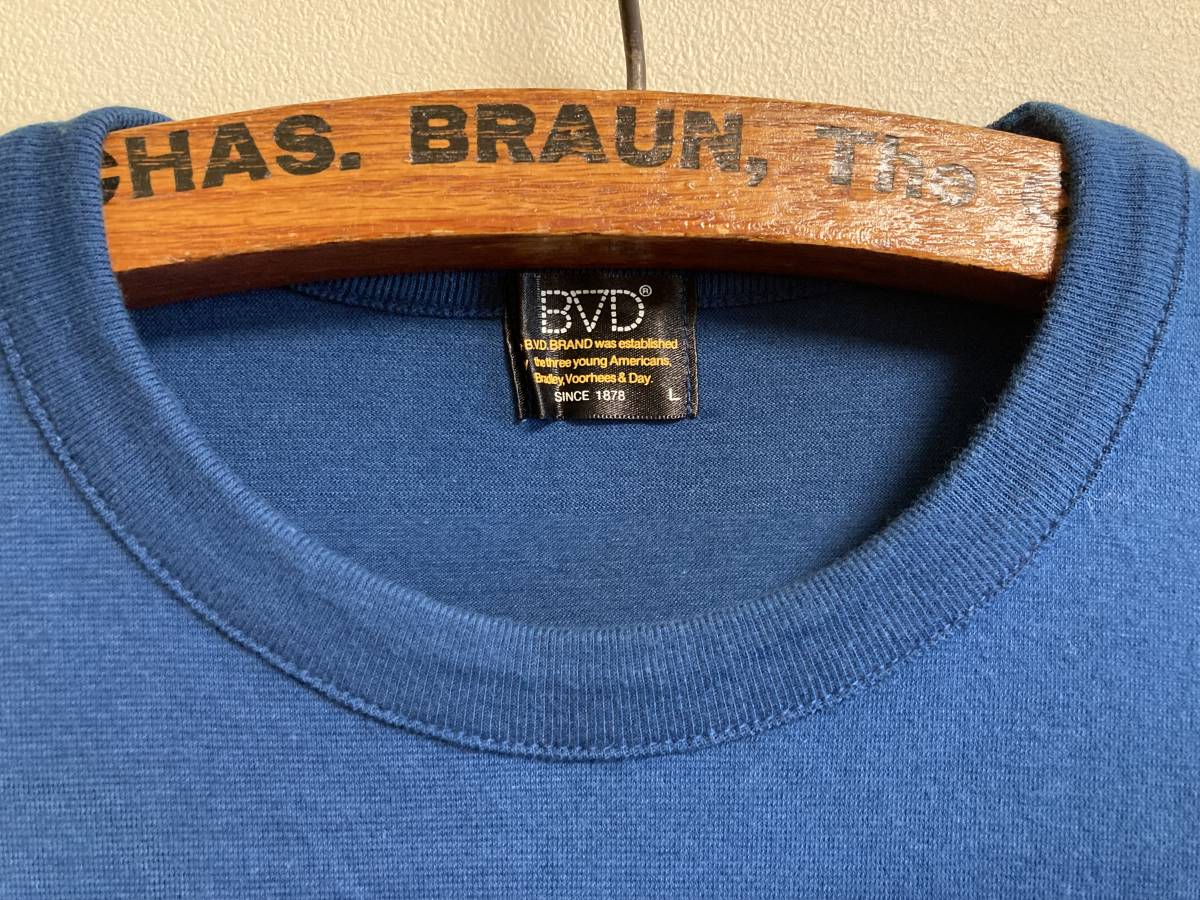 CHAS. BRAUN, The
BVD®
B.V.D. BRAND was established
the three young Americans,
Bradley, Voorhees & Day.
SINCE 1878 L